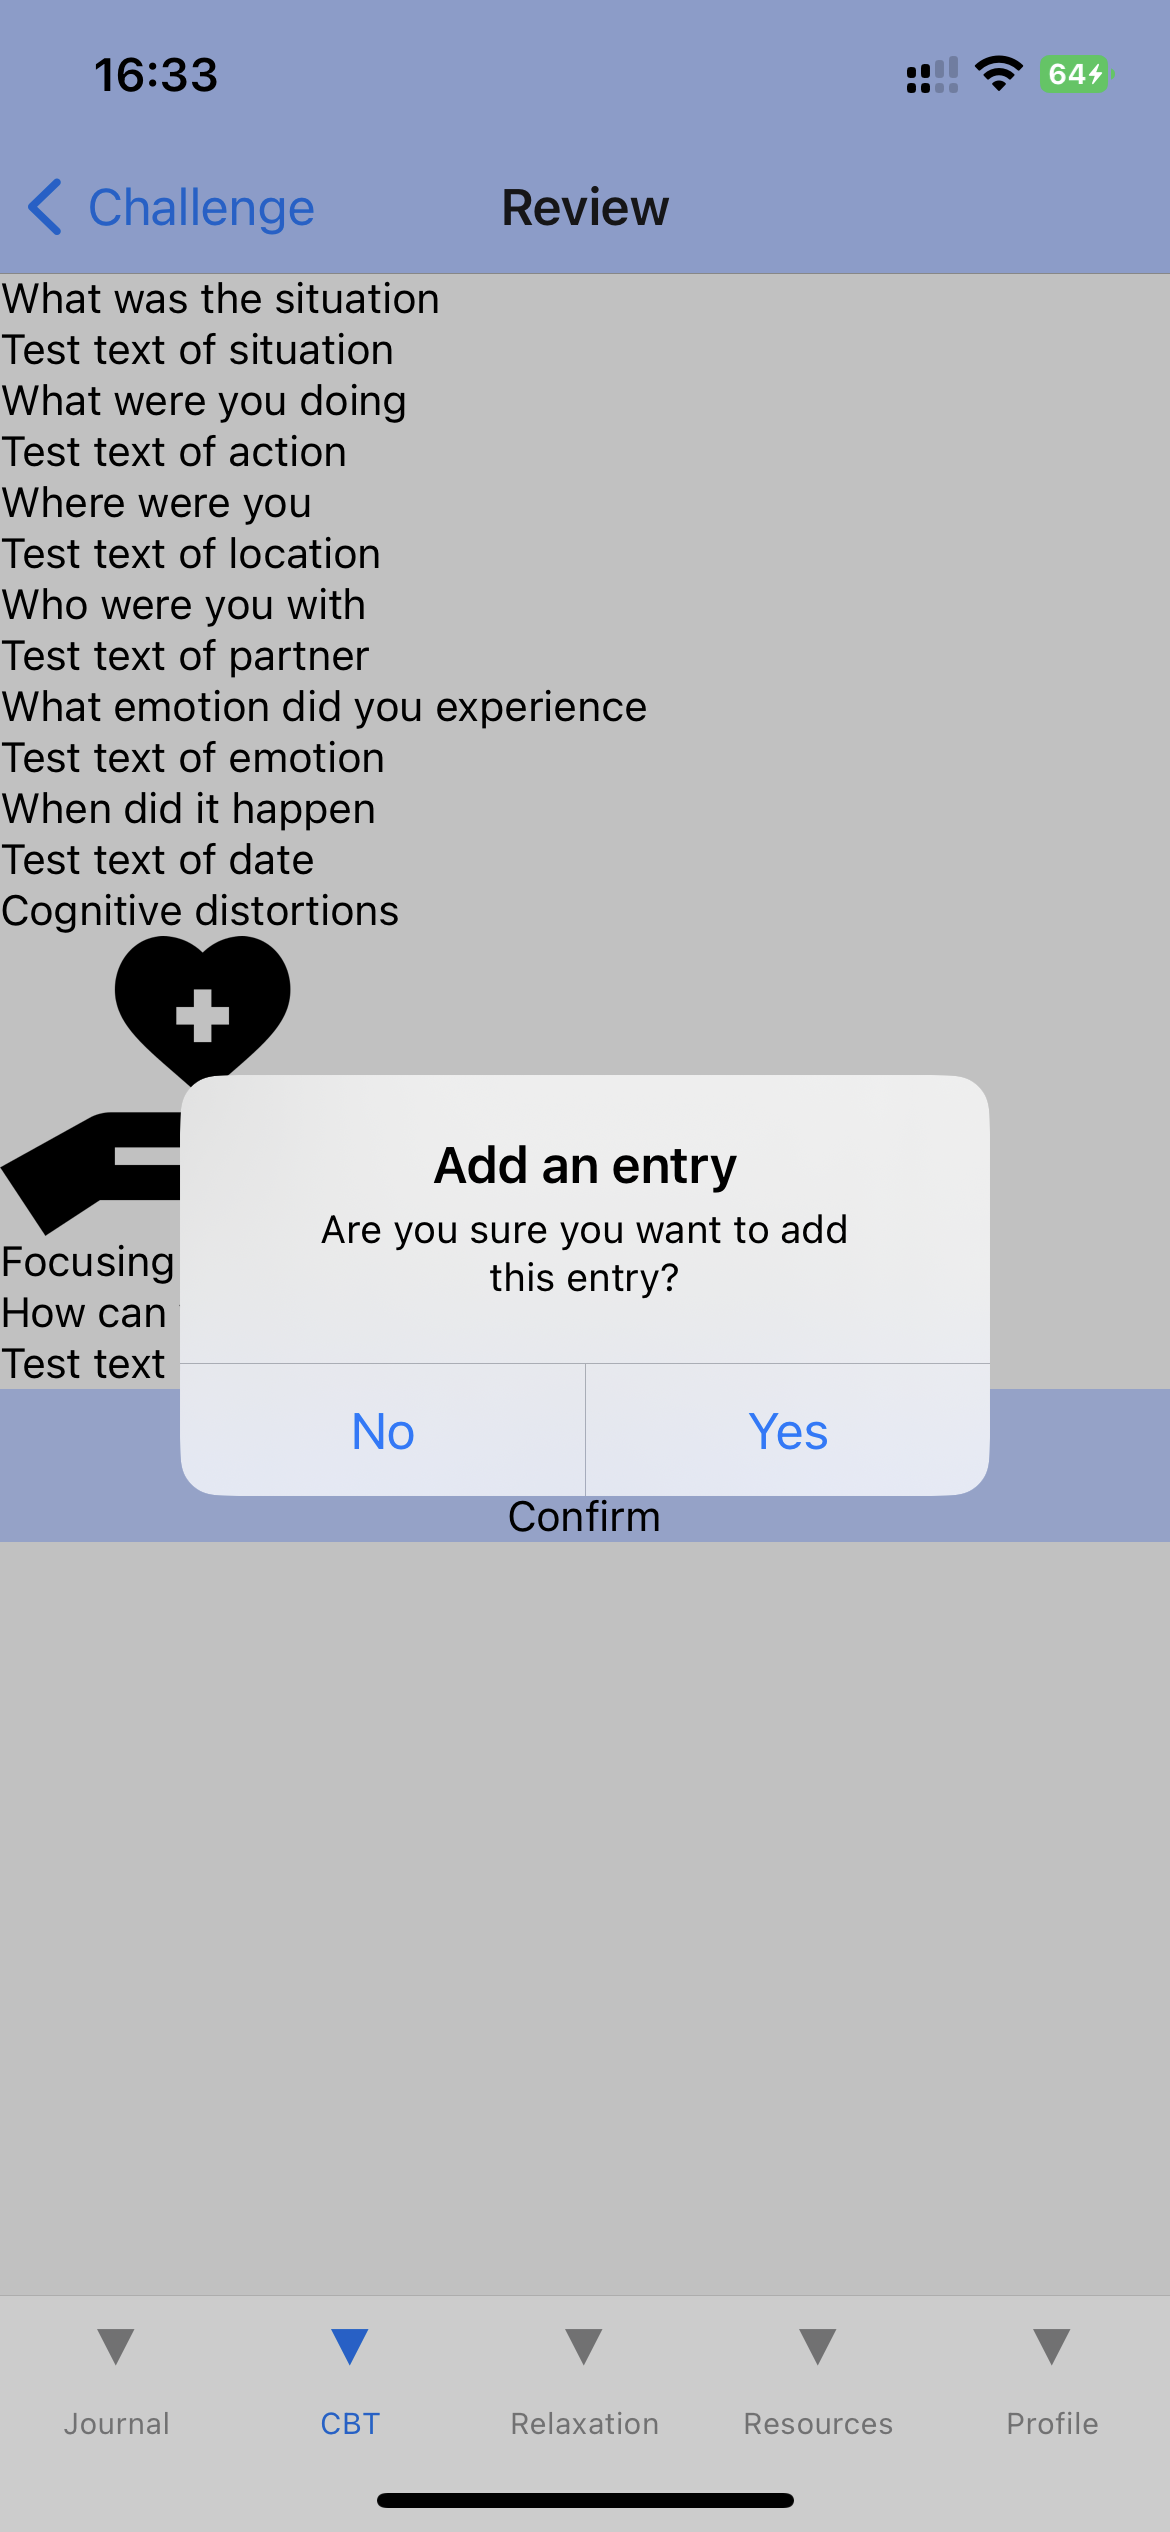 16:33
64
Challenge
Review
What was the situation
Test text of situation
What were you doing
Test text of action
Where were you
Test text of location
Who were you with
Test text of partner
What emotion did you experience
Test text of emotion
When did it happen
Test text of date
Cognitive distortions
Focusing
How can
Test text
Add an entry
Are you sure you want to add
this entry?
No
Yes
Confirm
Journal
CBT
Relaxation
Resources
Profile